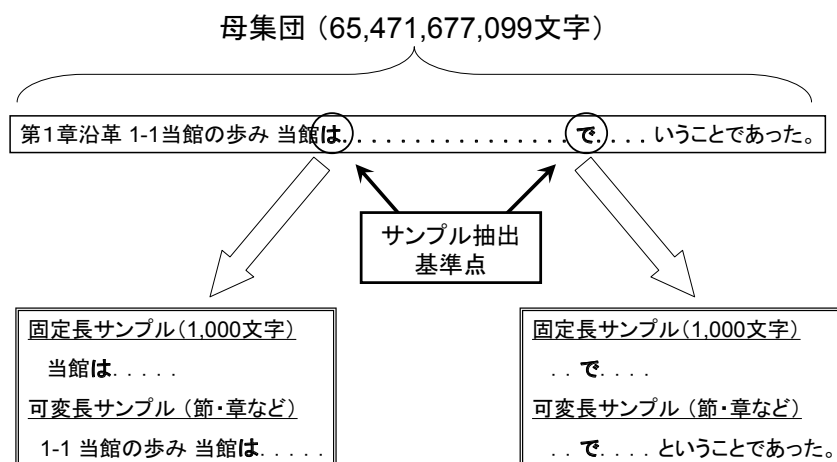 母集団（65,471,677,099文字）
第1章沿革 1-1当館の歩み 当館は. . . . . . . . . . . . . . . . . で. . . . いうことであった。
サンプル抽出
基準点
固定長サンプル（1,000文字）
当館は. . . . .
可変長サンプル（節・章など）
1-1 当館の歩み 当館は. . . . .
固定長サンプル（1,000文字）
. . で. . . .
可変長サンプル（節・章など）
. . で. . . . ということであった。